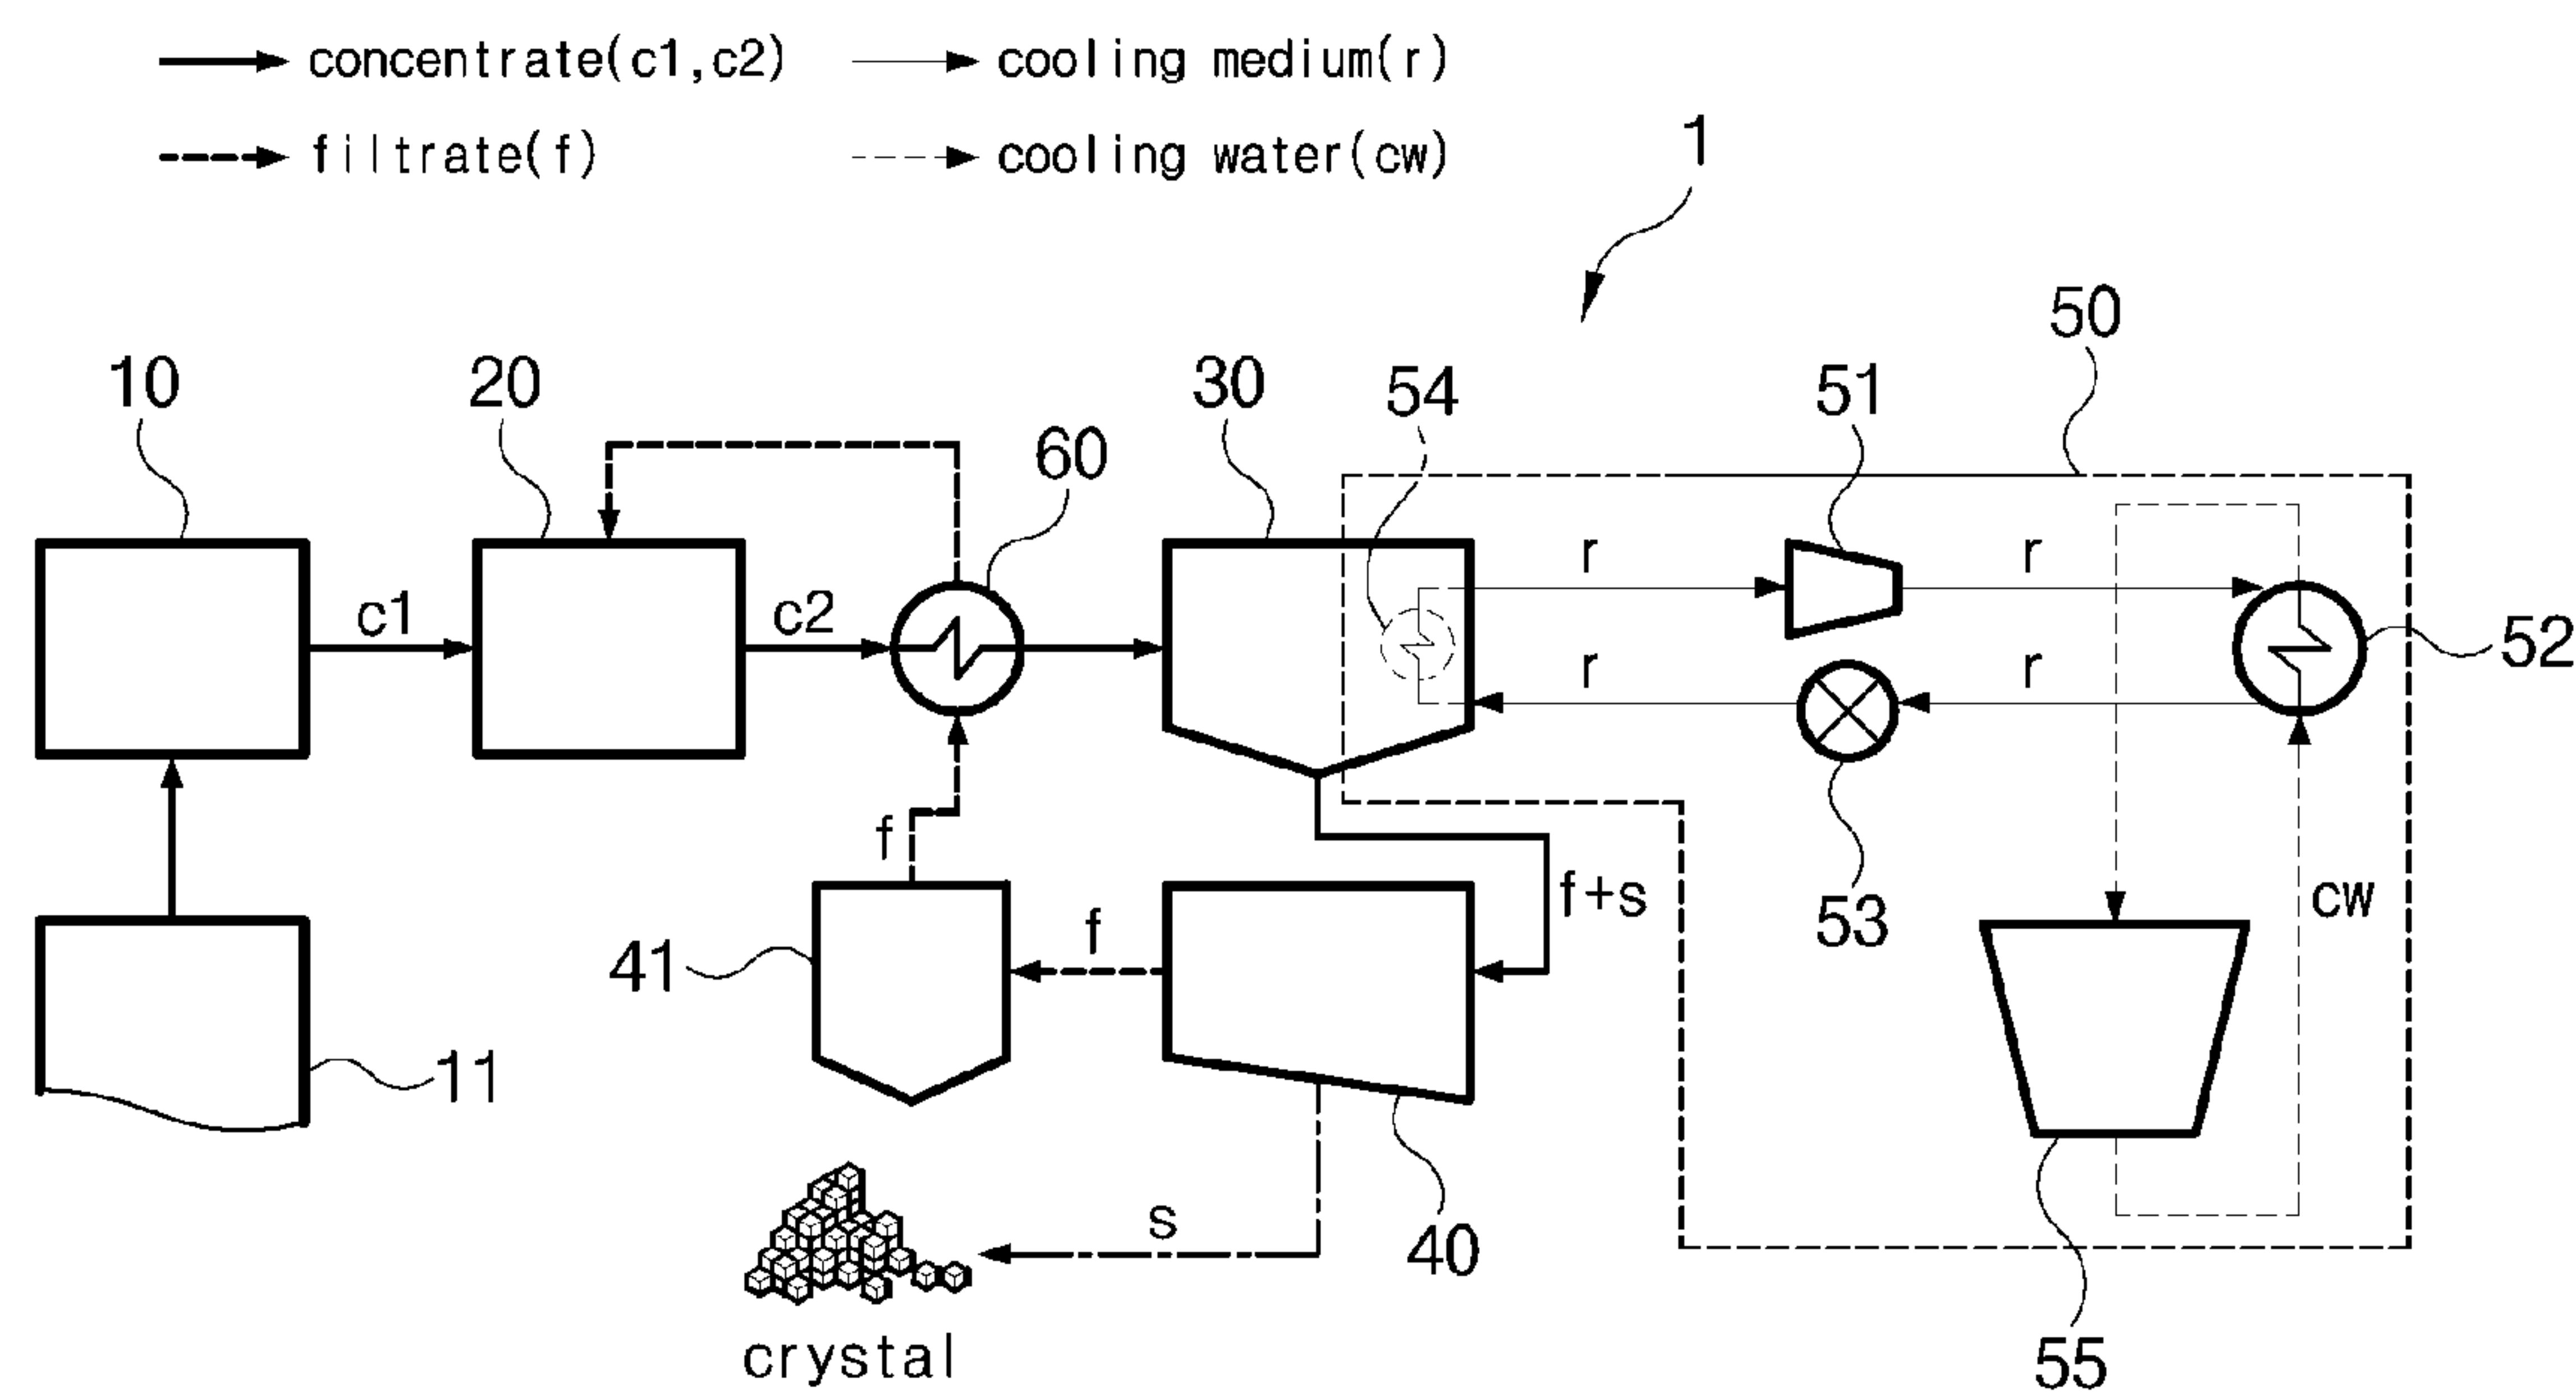 concentrate(c1,c2) cooling medium(r)
filtrate(f) cooling water(cw)
1
50
10 20 30 54 51
60
r r
c1 c2
52
r r
f
f+s cw
53
41 f
11
s
40
crystal
55